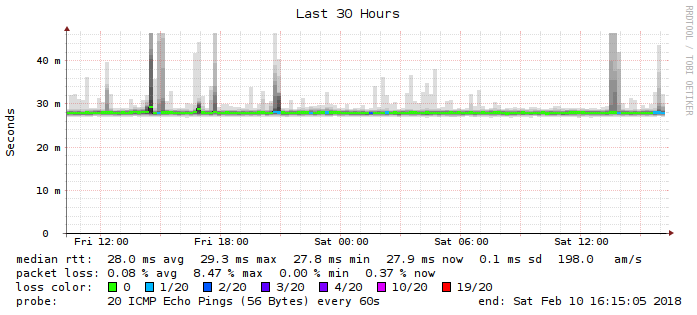 Last 30 Hours
RRDTOOL / TOBI OETIKER
Seconds
40 m
30 m
20 m
10 m
0
Fri 12:00 Fri 18:00 Sat 00:00 Sat 06:00 Sat 12:00
median rtt: 28.0 ms avg 29.3 ms max 27.8 ms min 27.9 ms now 0.1 ms sd 198.0 am/s
packet loss: 0.08 % avg 8.47 % max 0.00 % min 0.37 % now
loss color: 0 1/20 2/20 3/20 4/20 10/20 19/20
probe: 20 ICMP Echo Pings (56 Bytes) every 60s end: Sat Feb 10 16:15:05 2018